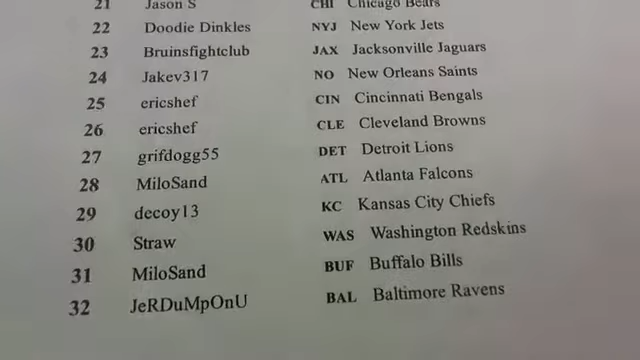 21 Jason S CHI Chicago Bears
22 Doodie Dinkles NYJ New York Jets
23 Bruinsfightclub JAX Jacksonville Jaguars
24 Jakev317 NO New Orleans Saints
25 ericshef CIN Cincinnati Bengals
26 ericshef CLE Cleveland Browns
27 grifdogg55 DET Detroit Lions
28 MiloSand ATL Atlanta Falcons
29 decoy13 KC Kansas City Chiefs
30 Straw WAS Washington Redskins
31 MiloSand BUF Buffalo Bills
32 JeRDuMpOnU BAL Baltimore Ravens